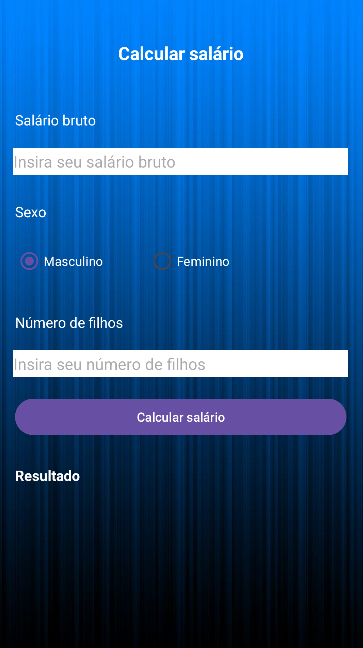 Calcular salário
Salário bruto
Insira seu salário bruto
Sexo
Masculino Feminino
Número de filhos
Insira seu número de filhos
Calcular salário
Resultado